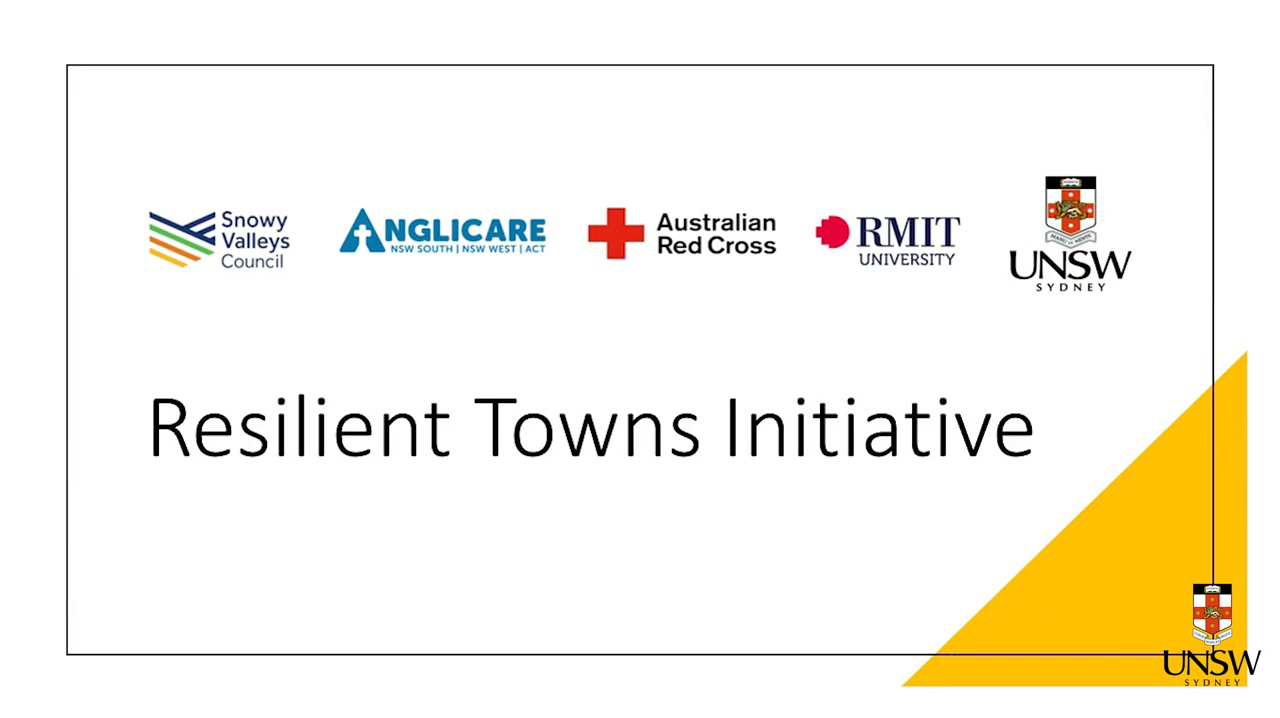 Snowy
Valleys
Council
ANGLICARE
NSW SOUTH | NSW WEST | ACT
Australian
Red Cross
RMIT
UNIVERSITY
UNSW
SYDNEY
Resilient Towns Initiative
UNSW
SYDNEY